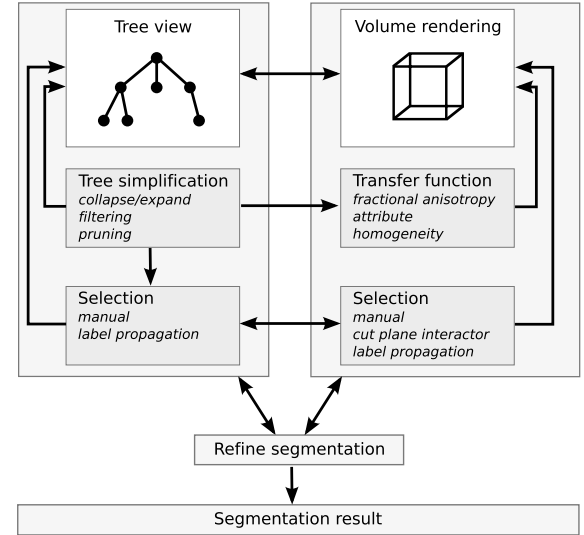 Tree view
Volume rendering
Tree simplification
collapse/expand
filtering
pruning
Transfer function
fractional anisotropy
attribute
homogeneity
Selection
manual
label propagation
Selection
manual
cut plane interactor
label propagation
Refine segmentation
Segmentation result